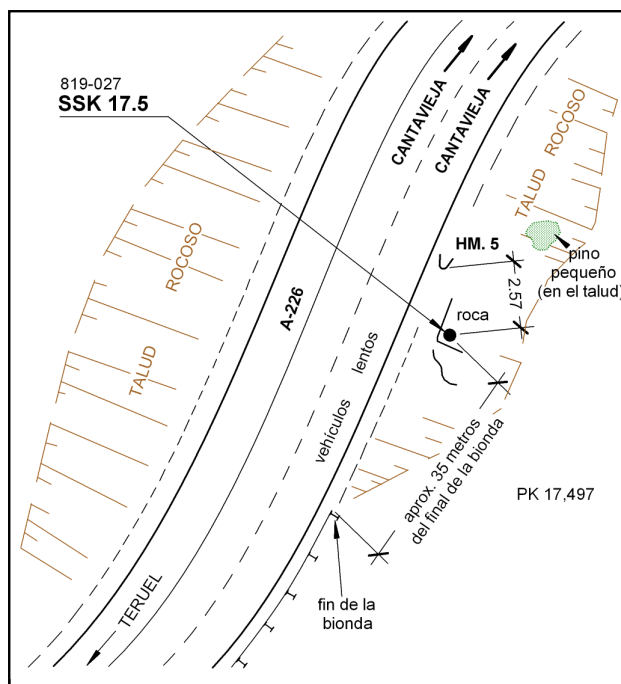 819-027
SSK 17.5
CANTAVIEJA
CANTAVIEJA
TALUD ROCOSO
TALUD ROCOSO
HM. 5
pino
pequeño
(en el talud)
2.57
roca
A-226
vehículos lentos
aprox. 35 metros
del final de la bionda
PK 17,497
fin de la
bionda
TERUEL